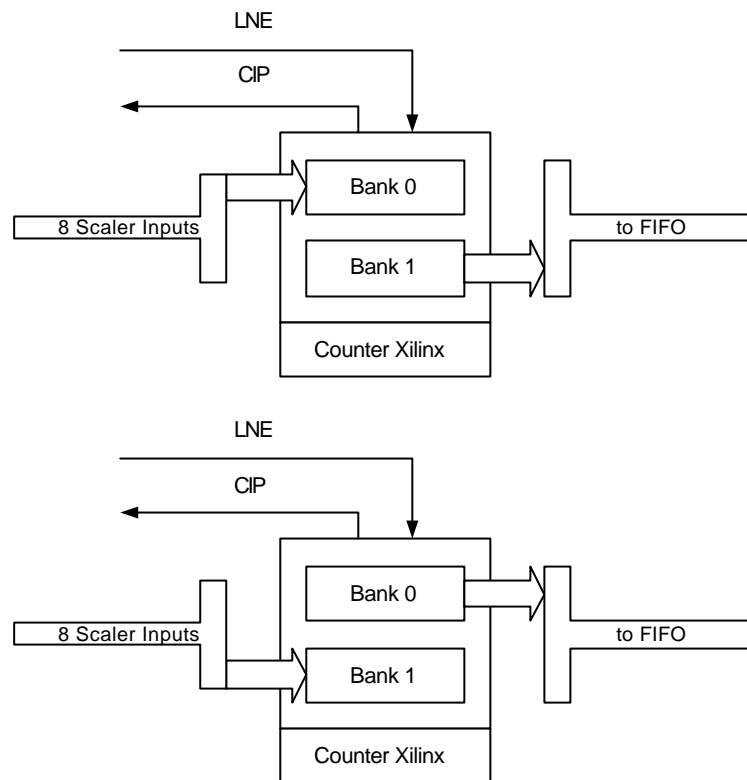 LNE
CIP
Bank 0
8 Scaler Inputs
to FIFO
Bank 1
Counter Xilinx
LNE
CIP
Bank 0
8 Scaler Inputs
to FIFO
Bank 1
Counter Xilinx